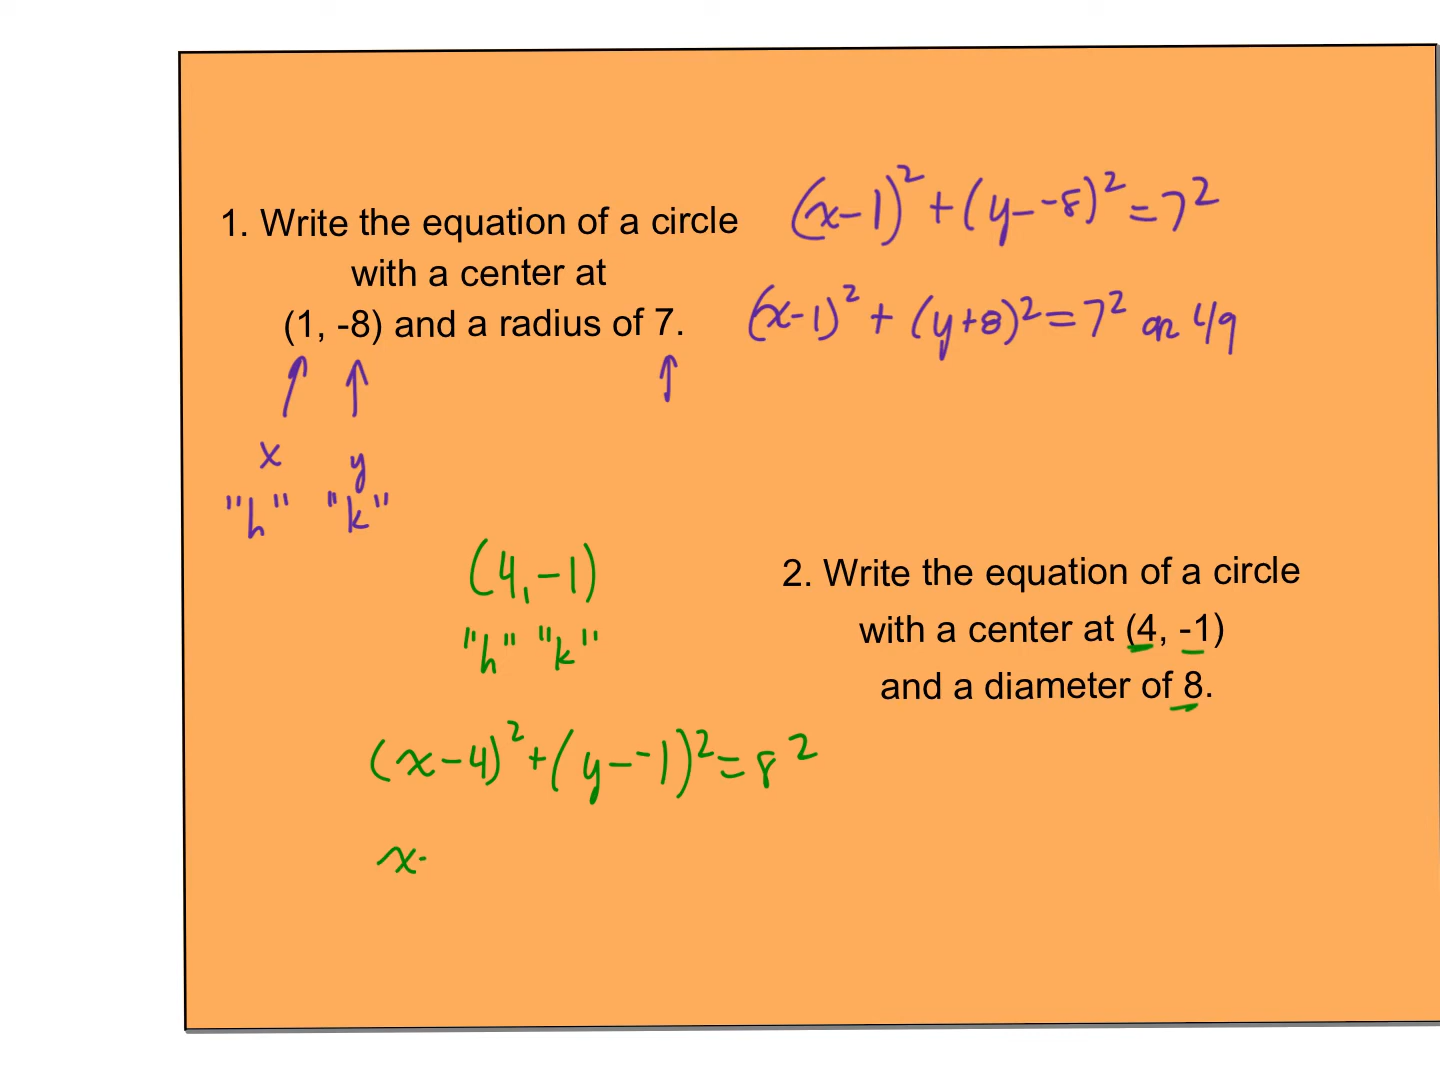 1. Write the equation of a circle
with a center at
(1, -8) and a radius of 7.
x y
"h" "k"
(x-1)² + (y--8)² = 7²
(x-1)² + (y+8)² = 7² or 49
2. Write the equation of a circle
with a center at (4, -1)
and a diameter of 8.
(4, -1)
"h" "k"
(x-4)² + (y--1)² = 8²
x-